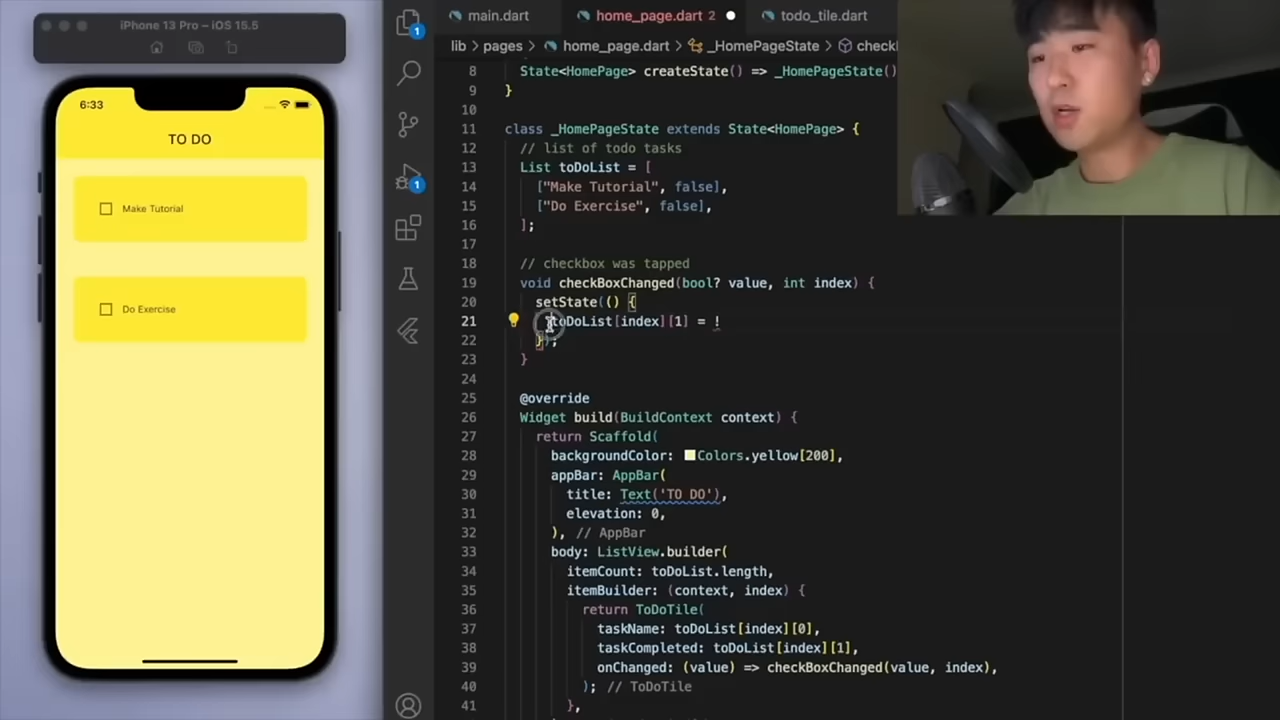 iPhone 13 Pro – iOS 15.5
6:33
TO DO
Make Tutorial
Do Exercise
1
1
main.dart
home_page.dart 2
todo_tile.dart
lib > pages > home_page.dart > _HomePageState >
8 State<HomePage> createState() => _HomePageState()
9 }
10
11 class _HomePageState extends State<HomePage> {
12 // list of todo tasks
13 List toDoList = [
14 ["Make Tutorial", false],
15 ["Do Exercise", false],
16 ];
17
18 // checkbox was tapped
19 void checkBoxChanged(bool? value, int index) {
20 setState(() {
21 toDoList[index][1] = !
22 });
23 }
24
25 @override
26 Widget build(BuildContext context) {
27 return Scaffold(
28 backgroundColor: Colors.yellow[200],
29 appBar: AppBar(
30 title: Text('TO DO'),
31 elevation: 0,
32 ), // AppBar
33 body: ListView.builder(
34 itemCount: toDoList.length,
35 itemBuilder: (context, index) {
36 return ToDoTile(
37 taskName: toDoList[index][0],
38 taskCompleted: toDoList[index][1],
39 onChanged: (value) => checkBoxChanged(value, index),
40 ); // ToDoTile
41 },